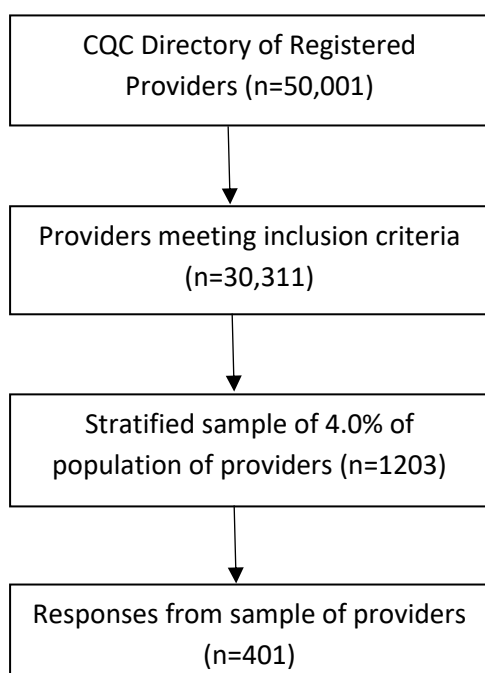 CQC Directory of Registered
Providers (n=50,001)
Providers meeting inclusion criteria
(n=30,311)
Stratified sample of 4.0% of
population of providers (n=1203)
Responses from sample of providers
(n=401)